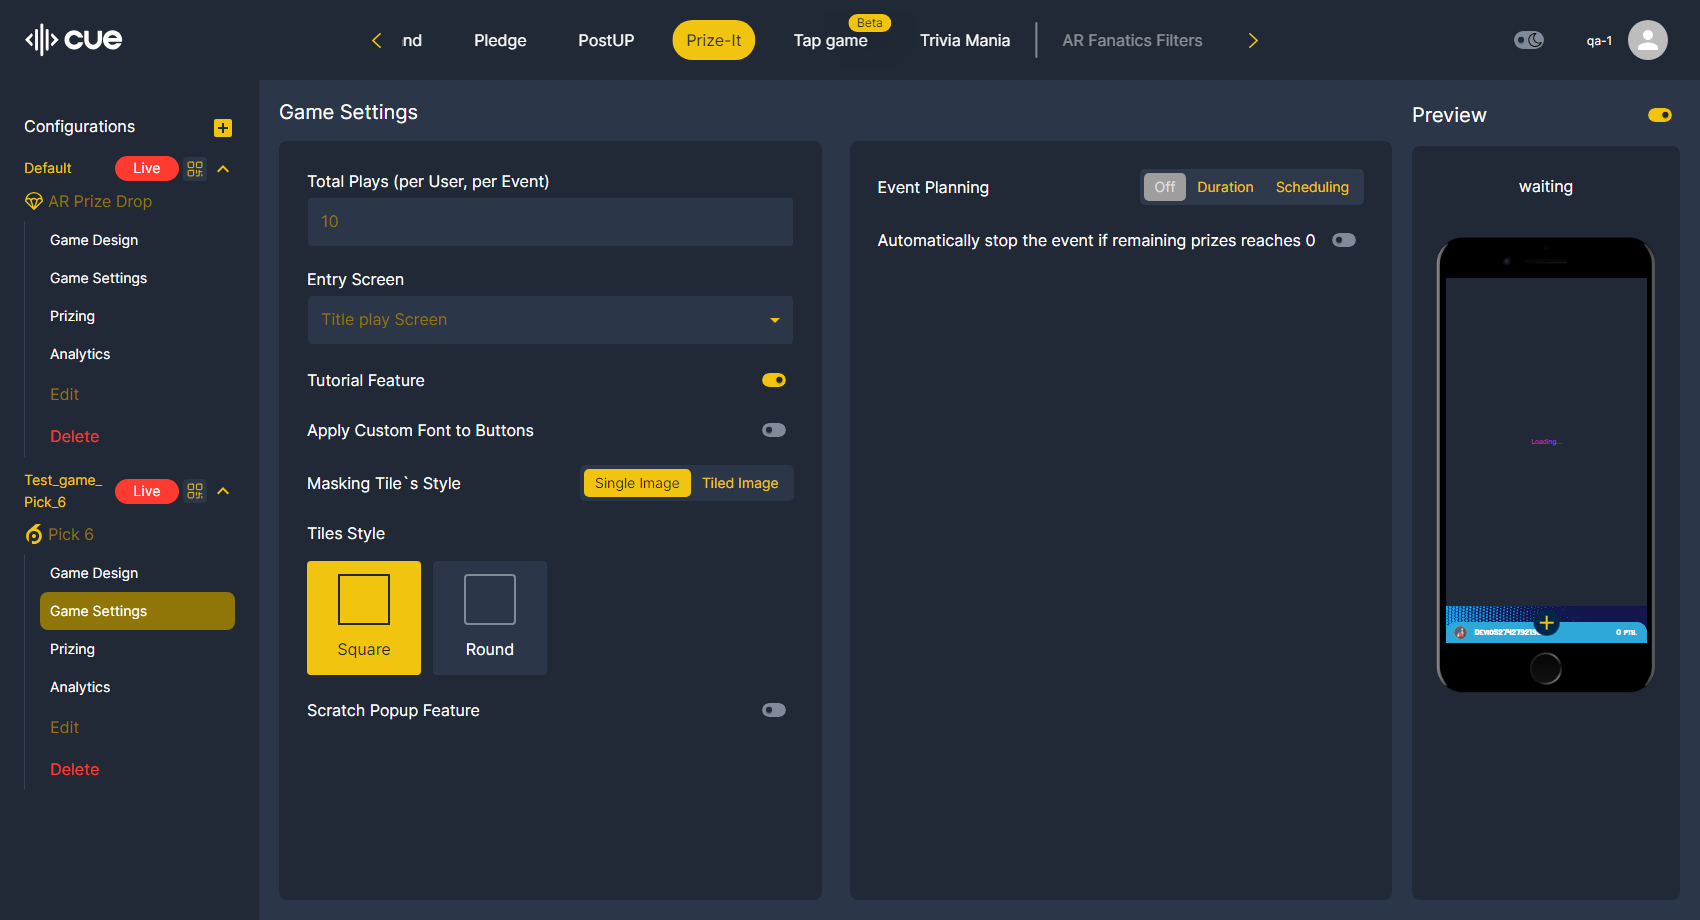 cue
nd
Pledge
PostUP
Prize-It
Beta
Tap game
Trivia Mania
AR Fanatics Filters
qa-1
Configurations
Default
Live
AR Prize Drop
Game Design
Game Settings
Prizing
Analytics
Edit
Delete
Test_game_
Pick_6
Live
Pick 6
Game Design
Game Settings
Prizing
Analytics
Edit
Delete
Game Settings
Total Plays (per User, per Event)
10
Entry Screen
Title play Screen
Tutorial Feature
Apply Custom Font to Buttons
Masking Tile`s Style
Single Image
Tiled Image
Tiles Style
Square
Round
Scratch Popup Feature
Event Planning
Off
Duration
Scheduling
Automatically stop the event if remaining prizes reaches 0
Preview
waiting
Loading...
0 PTS.